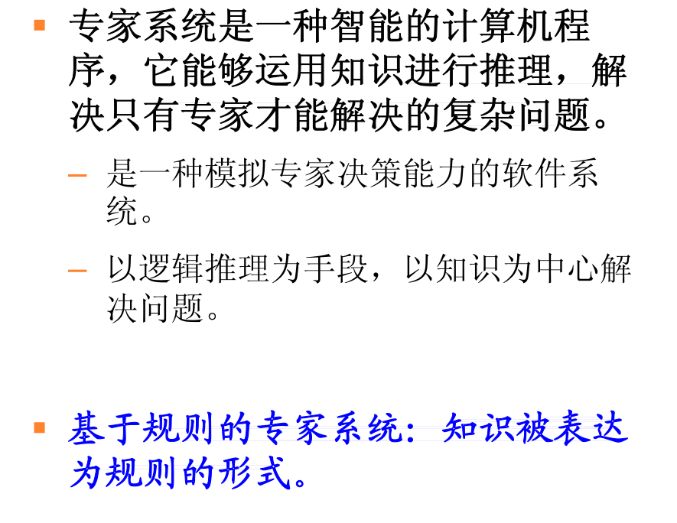 专家系统是一种智能的计算机程
序，它能够运用知识进行推理，解
决只有专家才能解决的复杂问题。
– 是一种模拟专家决策能力的软件系
统。
– 以逻辑推理为手段，以知识为中心解
决问题。
基于规则的专家系统：知识被表达
为规则的形式。